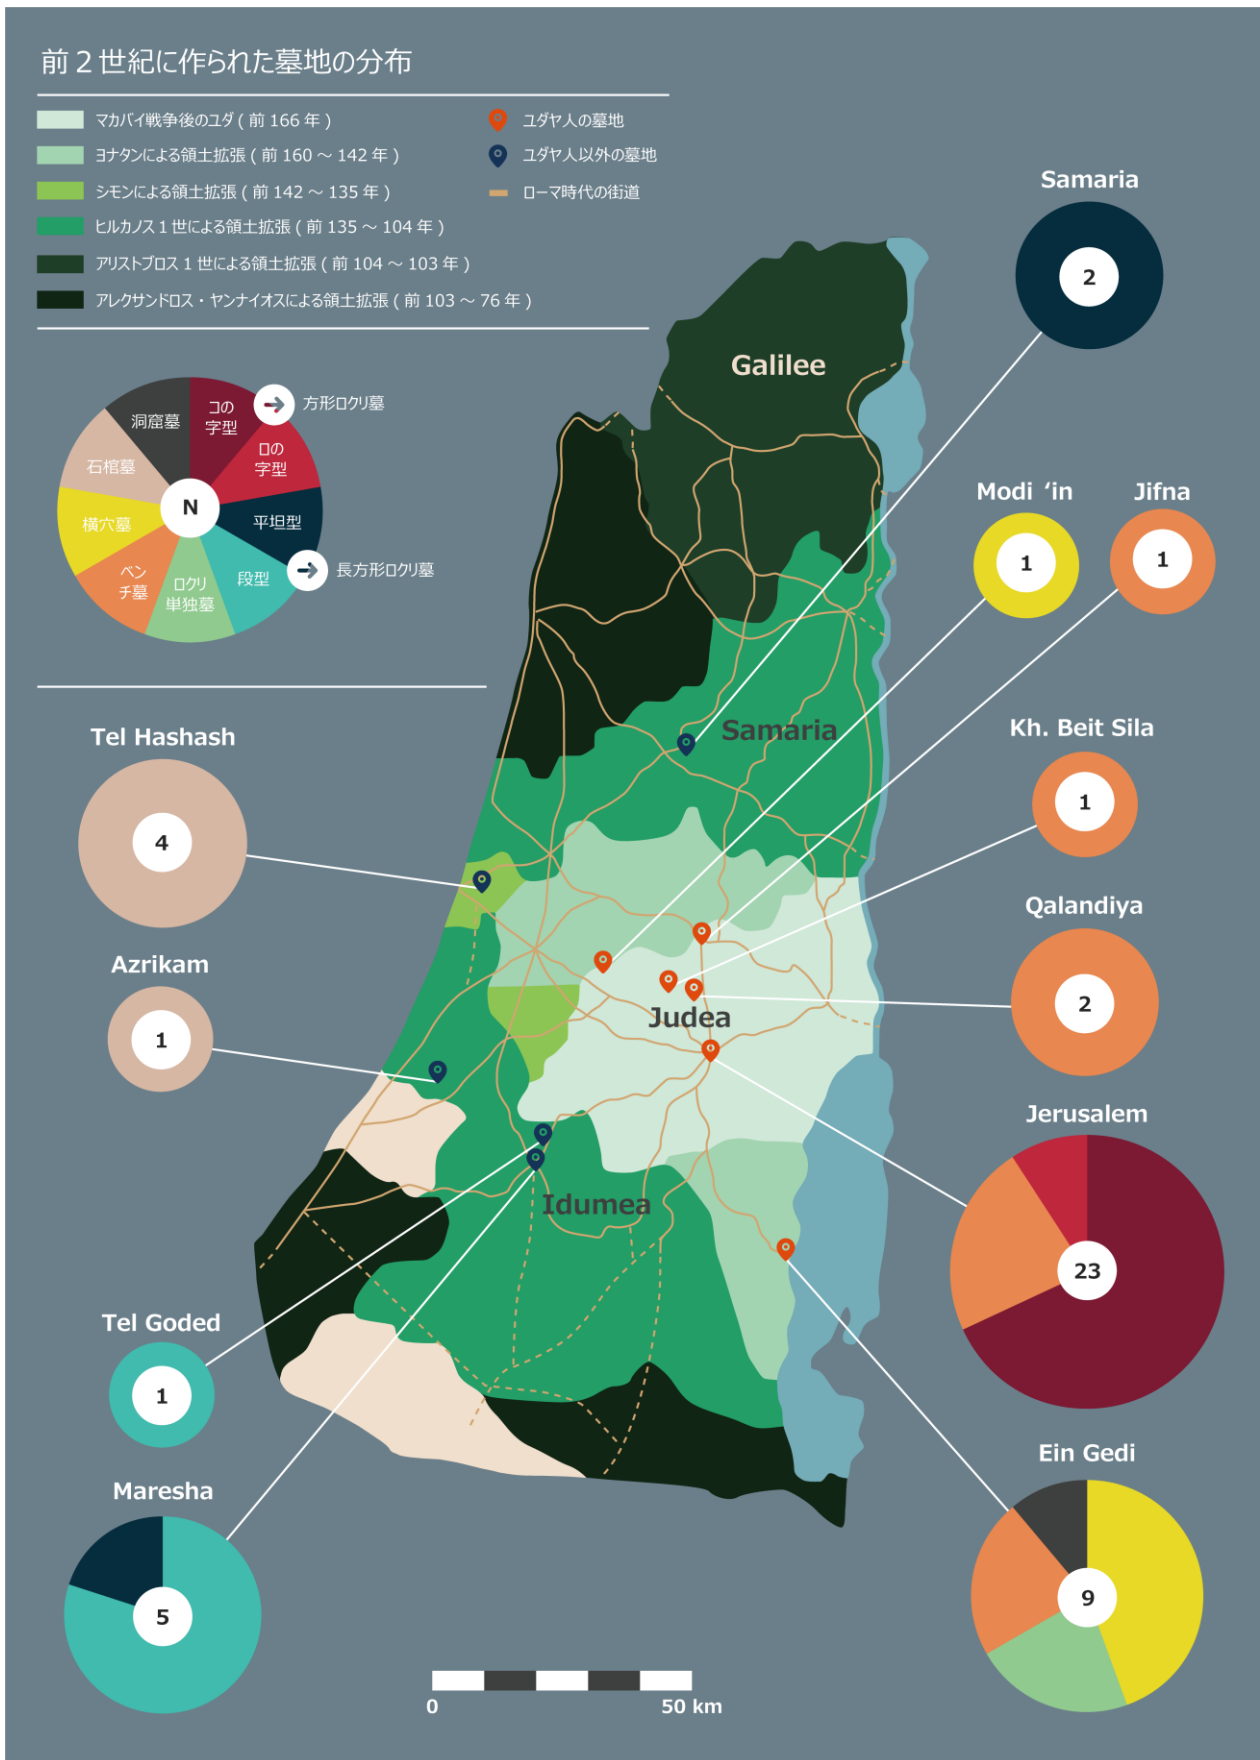 前２世紀に作られた墓地の分布
マカバイ戦争後のユダ ( 前 166 年 )
ヨナタンによる領土拡張 ( 前 160 ～ 142 年 )
シモンによる領土拡張 ( 前 142 ～ 135 年 )
ヒルカノス 1 世による領土拡張 ( 前 135 ～ 104 年 )
アリストブロス 1 世による領土拡張 ( 前 104 ～ 103 年 )
アレクサンドロス・ヤンナイオスによる領土拡張 ( 前 103 ～ 76 年 )
ユダヤ人の墓地
ユダヤ人以外の墓地
ローマ時代の街道
コの
字型
方形ロクリ墓
ロの
字型
平坦型
長方形ロクリ墓
段型
ロクリ
単独墓
ベン
チ墓
横穴墓
石棺墓
洞窟墓
N
Samaria
2
Galilee
Modi ‘in
1
Jifna
1
Samaria
Kh. Beit Sila
1
Tel Hashash
4
Qalandiya
2
Azrikam
1
Judea
Jerusalem
23
Idumea
Tel Goded
1
Ein Gedi
9
Maresha
5
0
50 km